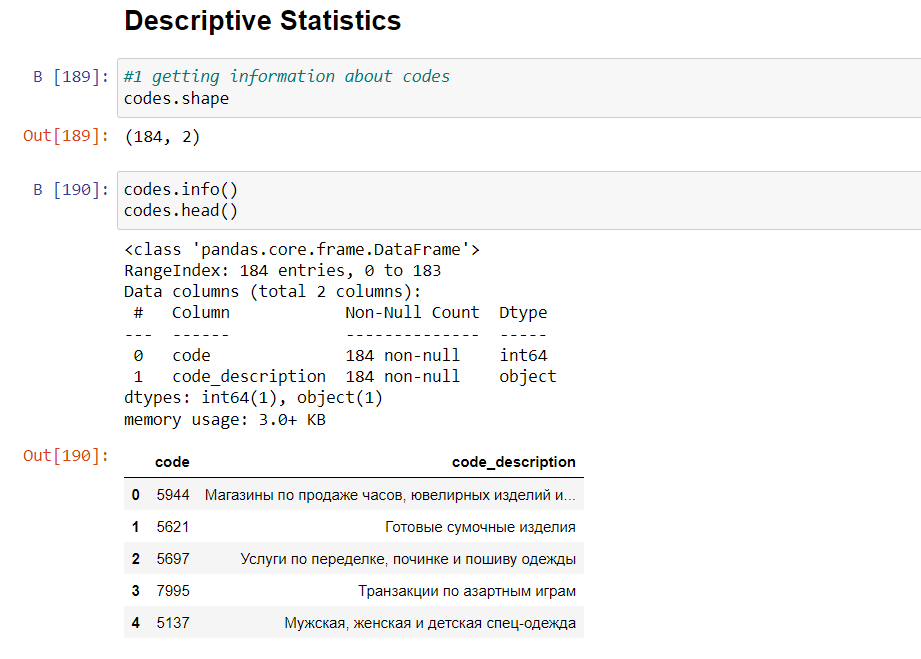 Descriptive Statistics
В [189]: #1 getting information about codes
codes.shape
Out[189]: (184, 2)
В [190]: codes.info()
codes.head()
<class 'pandas.core.frame.DataFrame'>
RangeIndex: 184 entries, 0 to 183
Data columns (total 2 columns):
 #   Column            Non-Null Count  Dtype
---  ------            --------------  -----
 0   code              184 non-null    int64
 1   code_description  184 non-null    object
dtypes: int64(1), object(1)
memory usage: 3.0+ KB
Out[190]:
code code_description
0 5944 Магазины по продаже часов, ювелирных изделий и...
1 5621 Готовые сумочные изделия
2 5697 Услуги по переделке, починке и пошиву одежды
3 7995 Транзакции по азартным играм
4 5137 Мужская, женская и детская спец-одежда